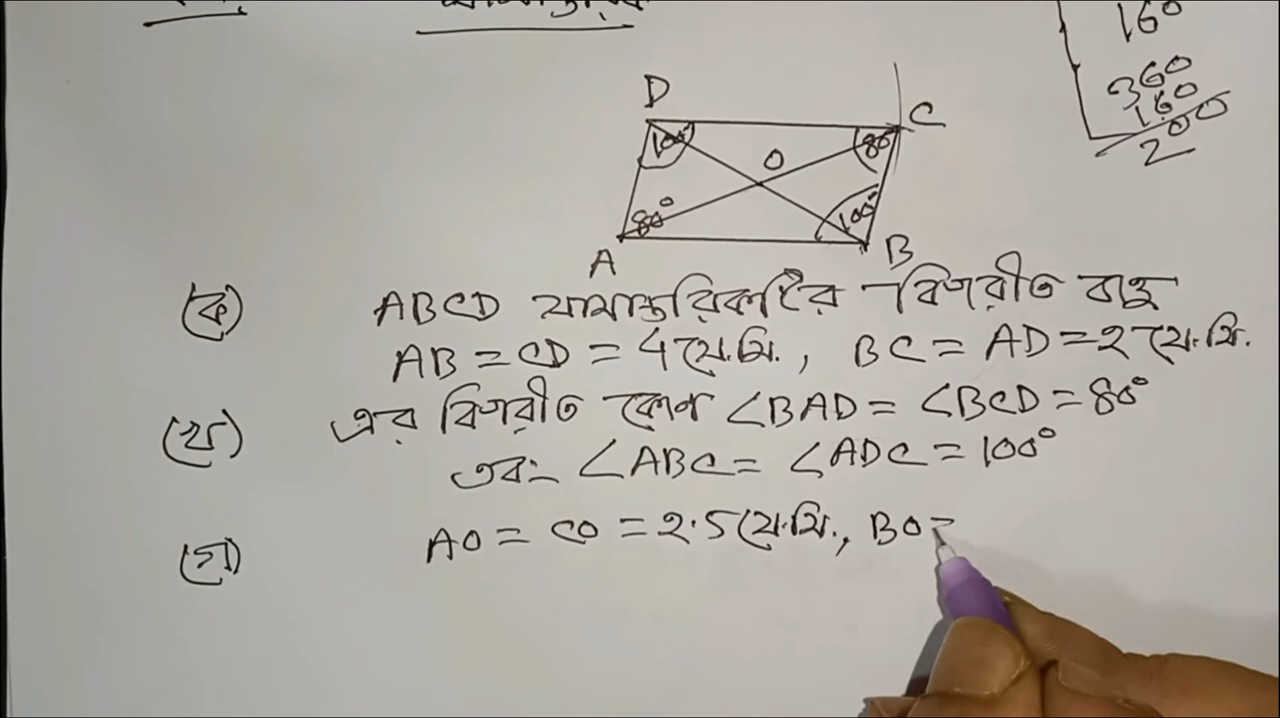 160
360
160
200
D
C
100°
80°
O
80°
100°
A
B
(ক) ABCD সামান্তরিকটির বিপরীত বাহু
AB = CD = 4 সে.মি., BC = AD = 2 সে.মি.
(খ) এর বিপরীত কোণ ∠BAD = ∠BCD = 80°
এবং ∠ABC = ∠ADC = 100°
(গ) AO = CO = 2.5 সে.মি., BO =